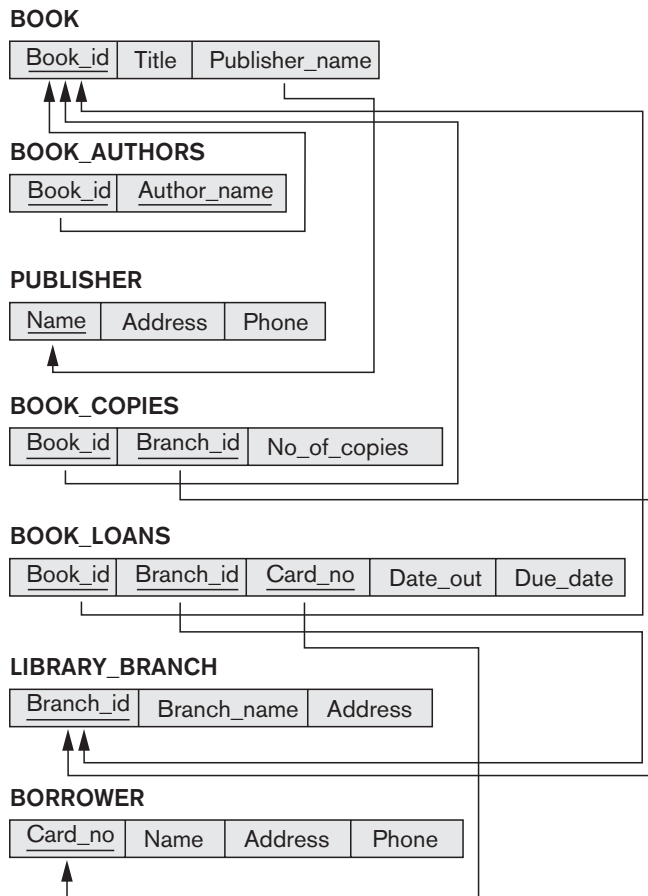 BOOK
Book_id Title Publisher_name
BOOK_AUTHORS
Book_id Author_name
PUBLISHER
Name Address Phone
BOOK_COPIES
Book_id Branch_id No_of_copies
BOOK_LOANS
Book_id Branch_id Card_no Date_out Due_date
LIBRARY_BRANCH
Branch_id Branch_name Address
BORROWER
Card_no Name Address Phone